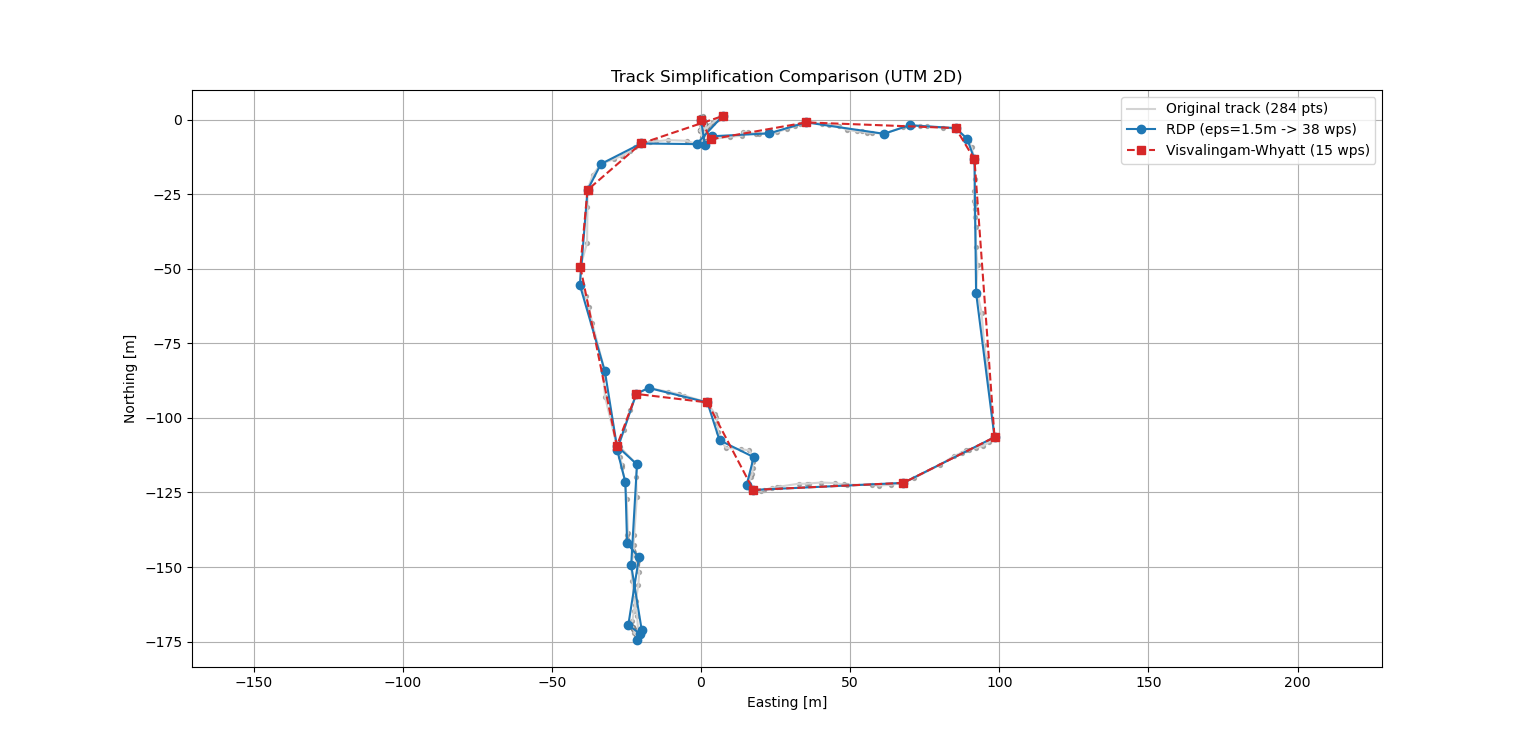 Track Simplification Comparison (UTM 2D)
Original track (284 pts)
RDP (eps=1.5m -> 38 wps)
Visvalingam-Whyatt (15 wps)
0
−25
−50
−75
−100
−125
−150
−175
Northing [m]
−150
−100
−50
0
50
100
150
200
Easting [m]